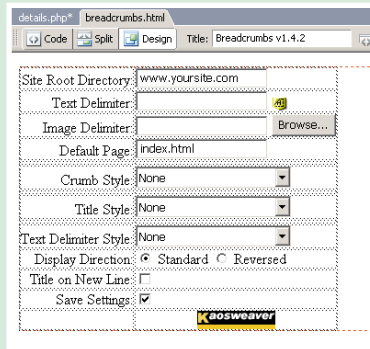 details.php* breadcrumbs.html
Code Split Design Title: Breadcrumbs v1.4.2
Site Root Directory: www.yoursite.com
Text Delimiter:
Image Delimiter: Browse...
Default Page: index.html
Crumb Style: None
Title Style: None
Text Delimiter Style: None
Display Direction: Standard Reversed
Title on New Line:
Save Settings:
Kaosweaver